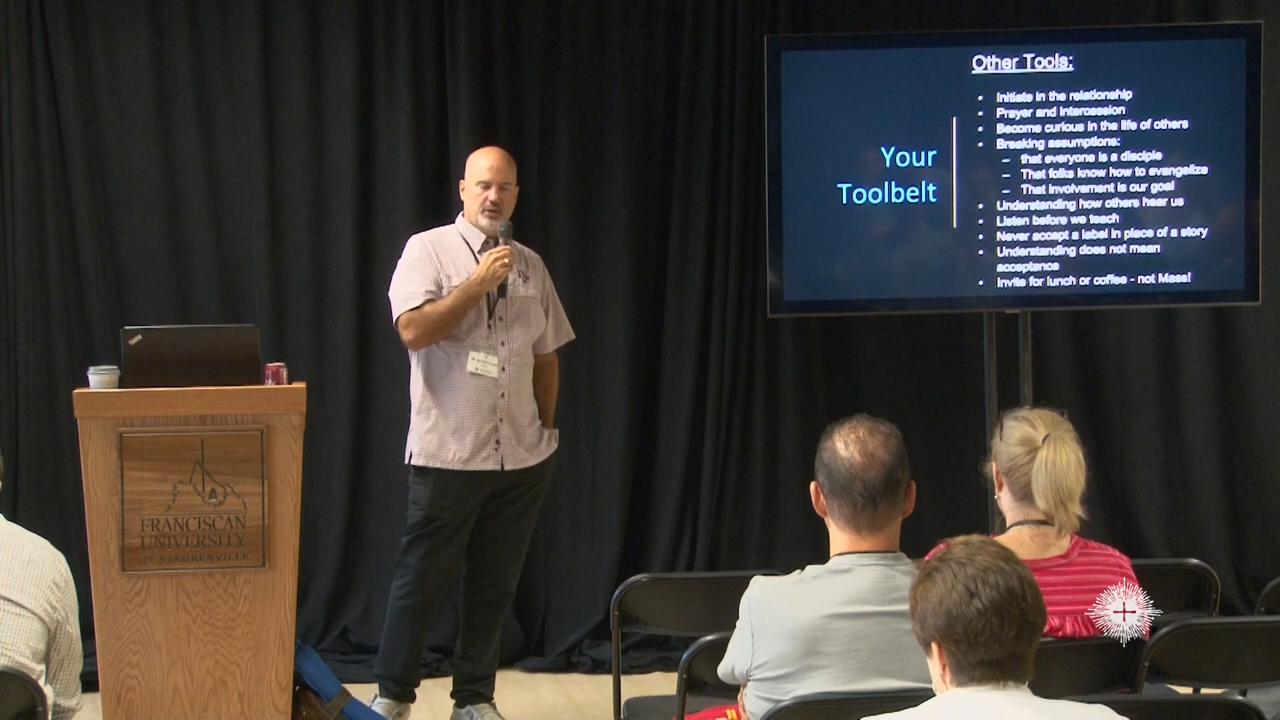 Other Tools:
Your
Toolbelt
• Initiate in the relationship
• Prayer and Intercession
• Become curious in the life of others
• Breaking assumptions:
– that everyone is a disciple
– That folks know how to evangelize
– That involvement is our goal
• Understanding how others hear us
• Listen before we teach
• Never accept a label in place of a story
• Understanding does not mean
acceptance
• Invite for lunch or coffee - not Mass!
FRANCISCAN
UNIVERSITY
OF STEUBENVILLE